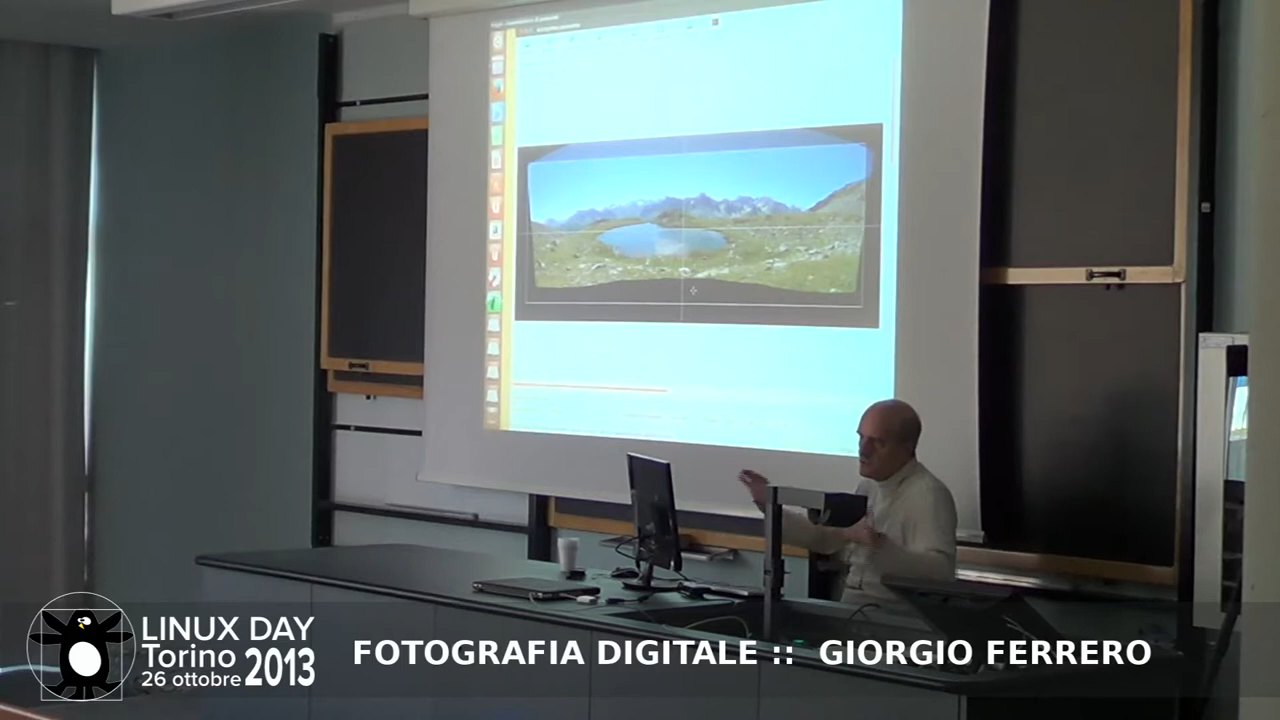 LINUX DAY
Torino 2013
26 ottobre
FOTOGRAFIA DIGITALE :: GIORGIO FERRERO